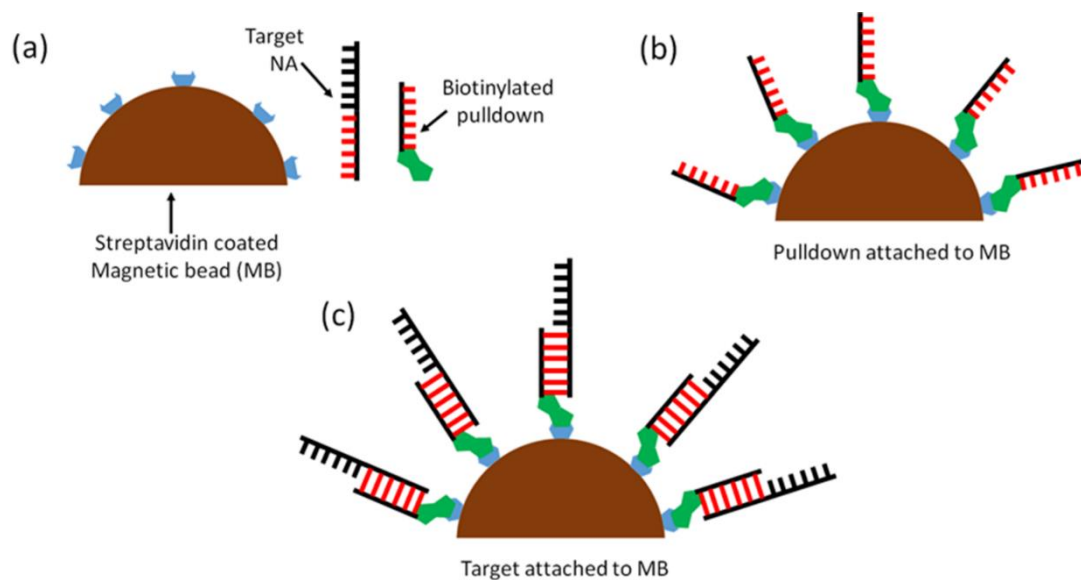 (a)
Target
NA
Biotinylated
pulldown
Streptavidin coated
Magnetic bead (MB)
(b)
Pulldown attached to MB
(c)
Target attached to MB